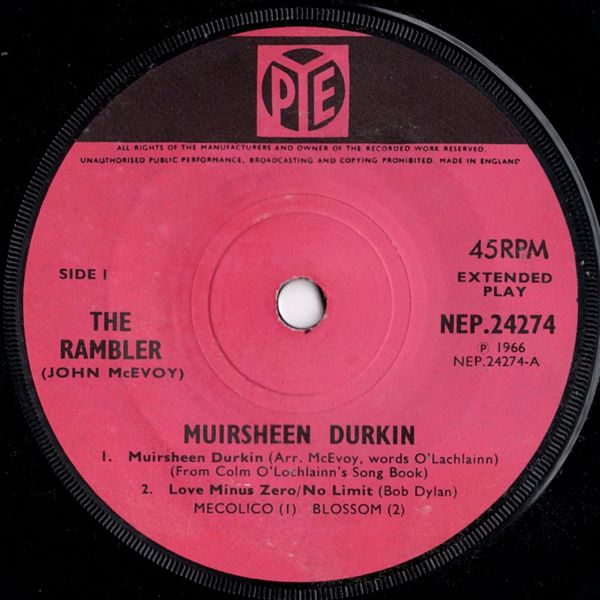 PYE
ALL RIGHTS OF THE MANUFACTURERS AND OWNER OF THE RECORDED WORK RESERVED.
UNAUTHORISED PUBLIC PERFORMANCE, BROADCASTING AND COPYING PROHIBITED. MADE IN ENGLAND
SIDE I
45RPM
EXTENDED
PLAY
THE
RAMBLER
(JOHN McEVOY)
NEP.24274
Ⓟ 1966
NEP.24274-A
MUIRSHEEN DURKIN
1. Muirsheen Durkin (Arr. McEvoy, words O'Lachlainn)
(From Colm O'Lochlainn's Song Book)
2. Love Minus Zero/No Limit (Bob Dylan)
MECOLICO (1) BLOSSOM (2)